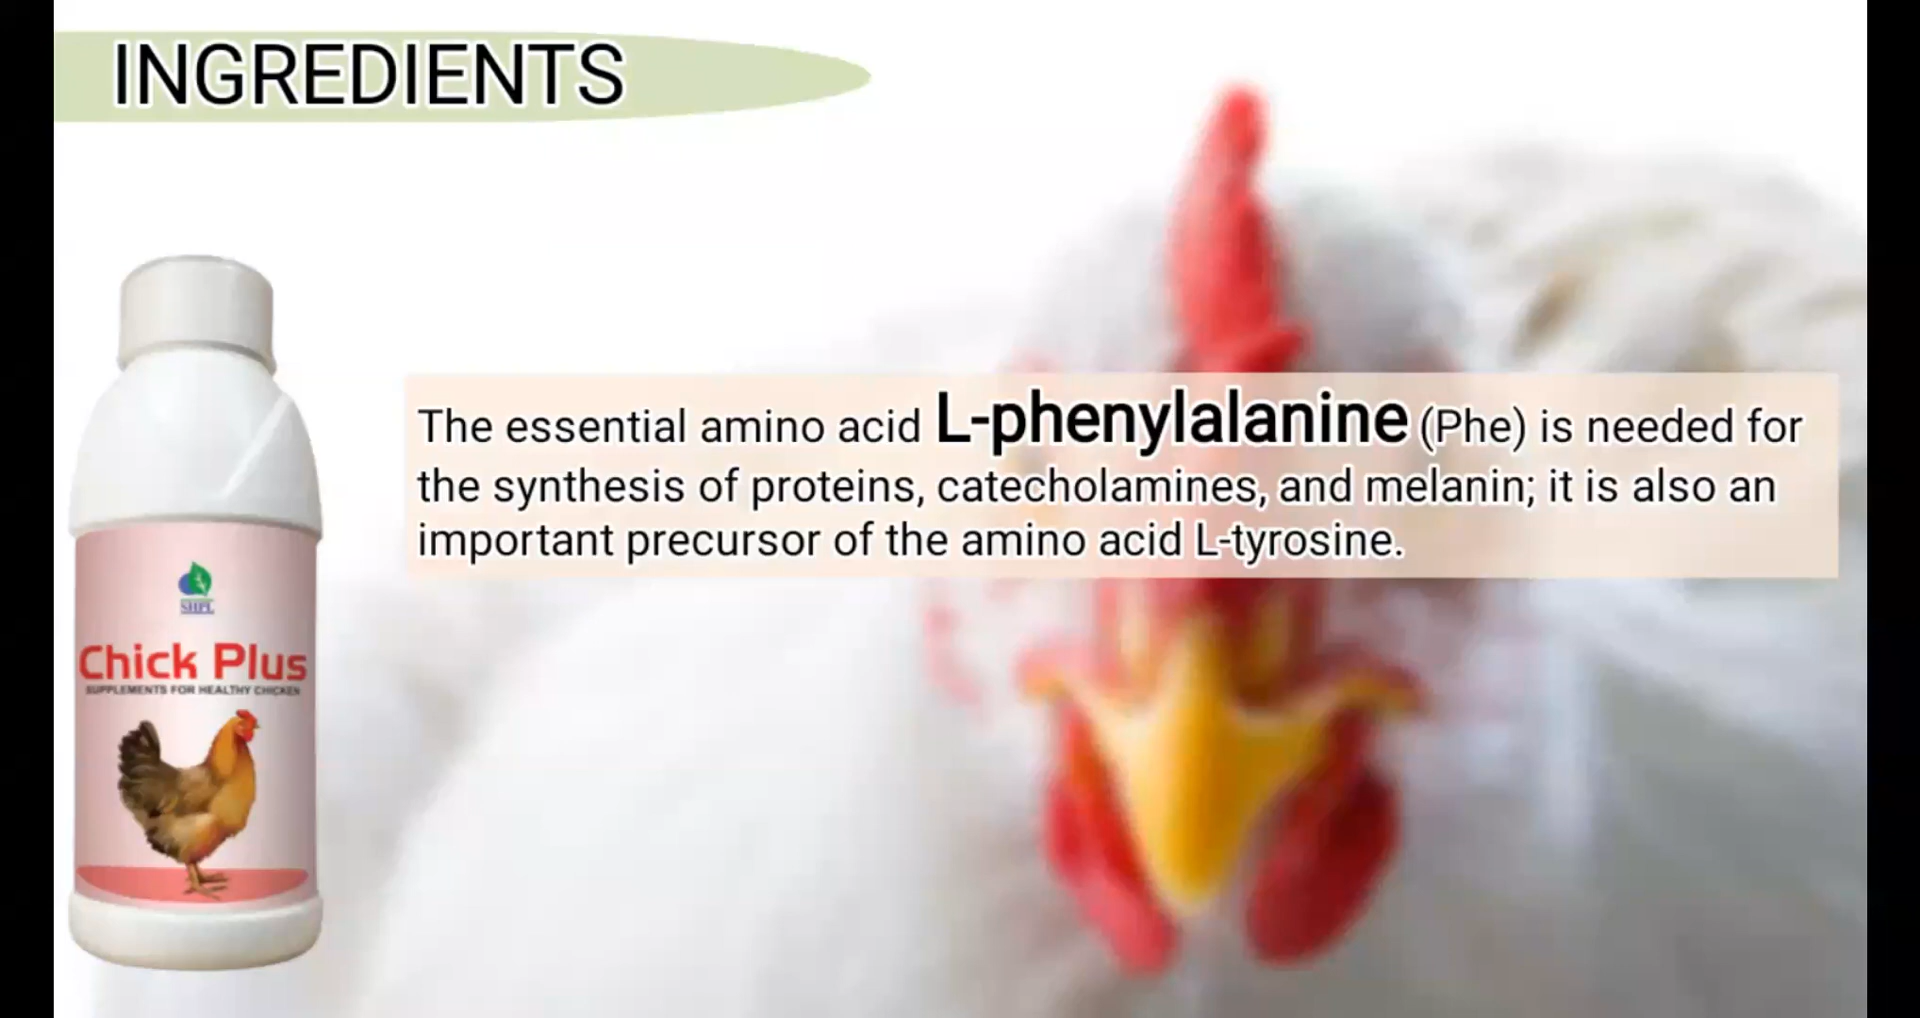 INGREDIENTS
The essential amino acid L-phenylalanine (Phe) is needed for
the synthesis of proteins, catecholamines, and melanin; it is also an
important precursor of the amino acid L-tyrosine.
SHPL
Chick Plus
SUPPLEMENTS FOR HEALTHY CHICKEN